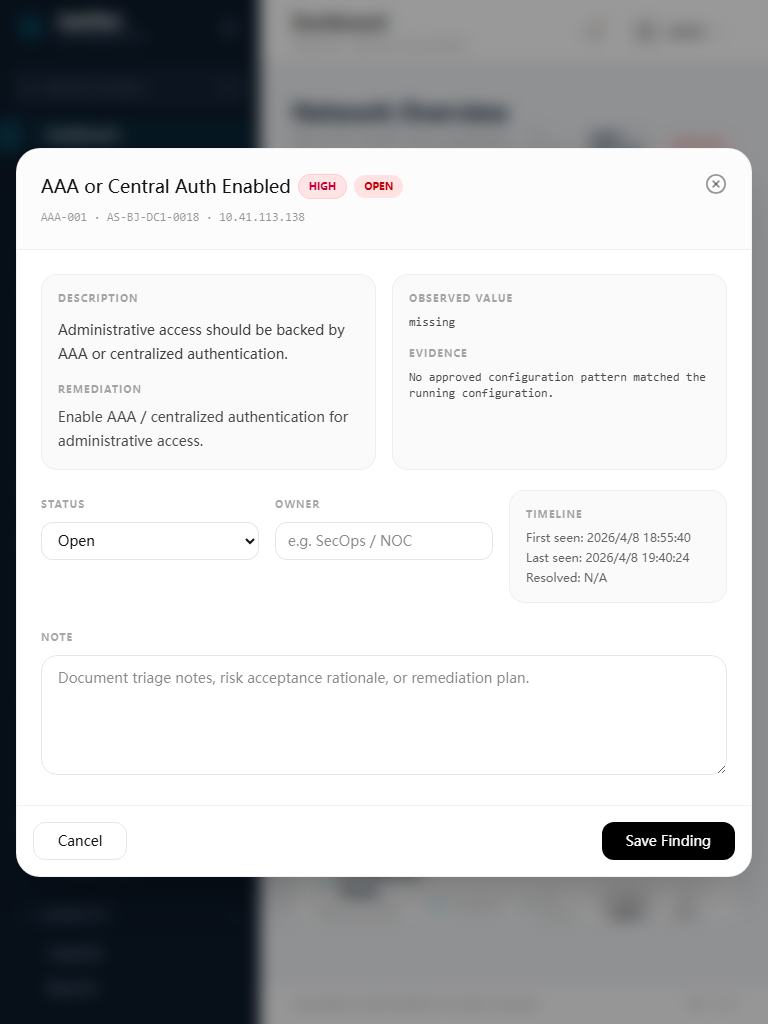 AAA or Central Auth Enabled HIGH OPEN
AAA-001 · AS-BJ-DC1-0018 · 10.41.113.138
DESCRIPTION
Administrative access should be backed by
AAA or centralized authentication.
REMEDIATION
Enable AAA / centralized authentication for
administrative access.
OBSERVED VALUE
missing
EVIDENCE
No approved configuration pattern matched the
running configuration.
STATUS
Open
OWNER
e.g. SecOps / NOC
TIMELINE
First seen: 2026/4/8 18:55:40
Last seen: 2026/4/8 19:40:24
Resolved: N/A
NOTE
Document triage notes, risk acceptance rationale, or remediation plan.
Cancel
Save Finding